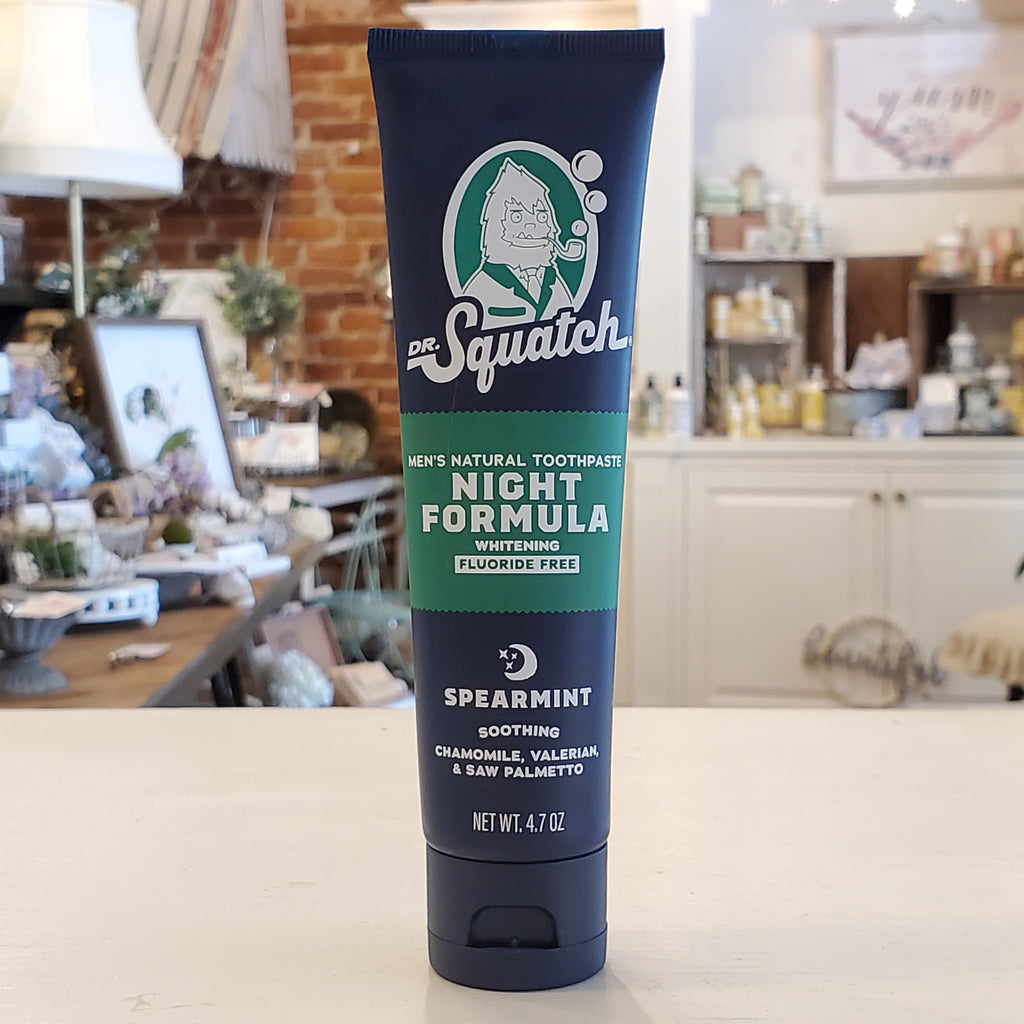 DR. Squatch®
MEN'S NATURAL TOOTHPASTE
NIGHT
FORMULA
WHITENING
FLUORIDE FREE
SPEARMINT
SOOTHING
CHAMOMILE, VALERIAN,
& SAW PALMETTO
NET WT. 4.7 OZ
beautiful